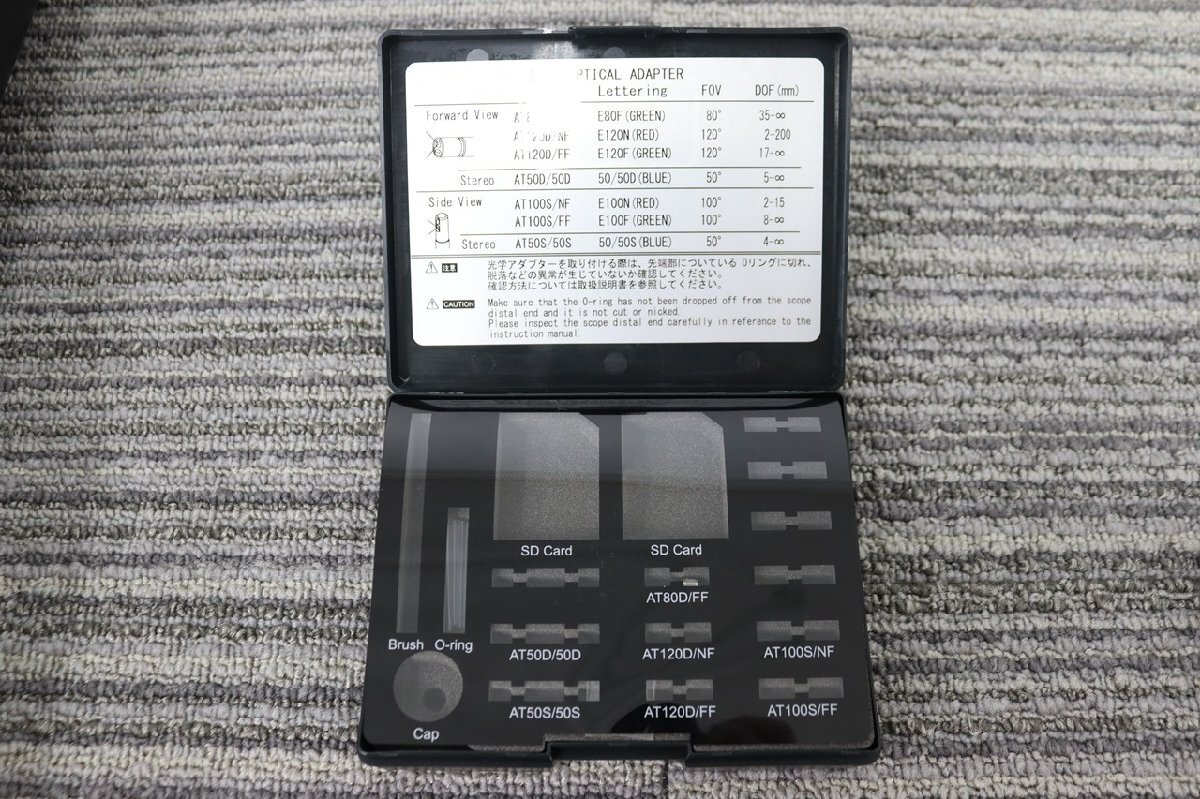 PTICAL ADAPTER
Lettering FOV DOF(mm)
Forward View E80F(GREEN) 80° 35-∞
E120N(RED) 120° 2-200
AT120D/FF E120F(GREEN) 120° 17-∞
Stereo AT50D/50D 50/50D(BLUE) 50° 5-∞
Side View AT100S/NF E100N(RED) 100° 2-15
AT100S/FF E100F(GREEN) 100° 8-∞
Stereo AT50S/50S 50/50S(BLUE) 50° 4-∞
注意 光学アダプターを取り付ける際は、先端部についている Oリングに切れ、
脱落などの異常が生じていないか確認してください。
確認方法については取扱説明書を参照してください。
CAUTION Make sure that the O-ring has not been dropped off from the scope
distal end and it is not cut or nicked.
Please inspect the scope distal end carefully in reference to the
instruction manual.
SD Card SD Card
AT80D/FF
Brush O-ring AT50D/50D AT120D/NF AT100S/NF
AT50S/50S AT120D/FF AT100S/FF
Cap